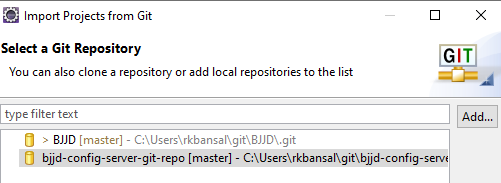 Import Projects from Git
Select a Git Repository
You can also clone a repository or add local repositories to the list
GIT
type filter text
Add...
> BJJD [master] - C:\Users\rkbansal\git\BJJD\.git
bjjd-config-server-git-repo [master] - C:\Users\rkbansal\git\bjjd-config-serve